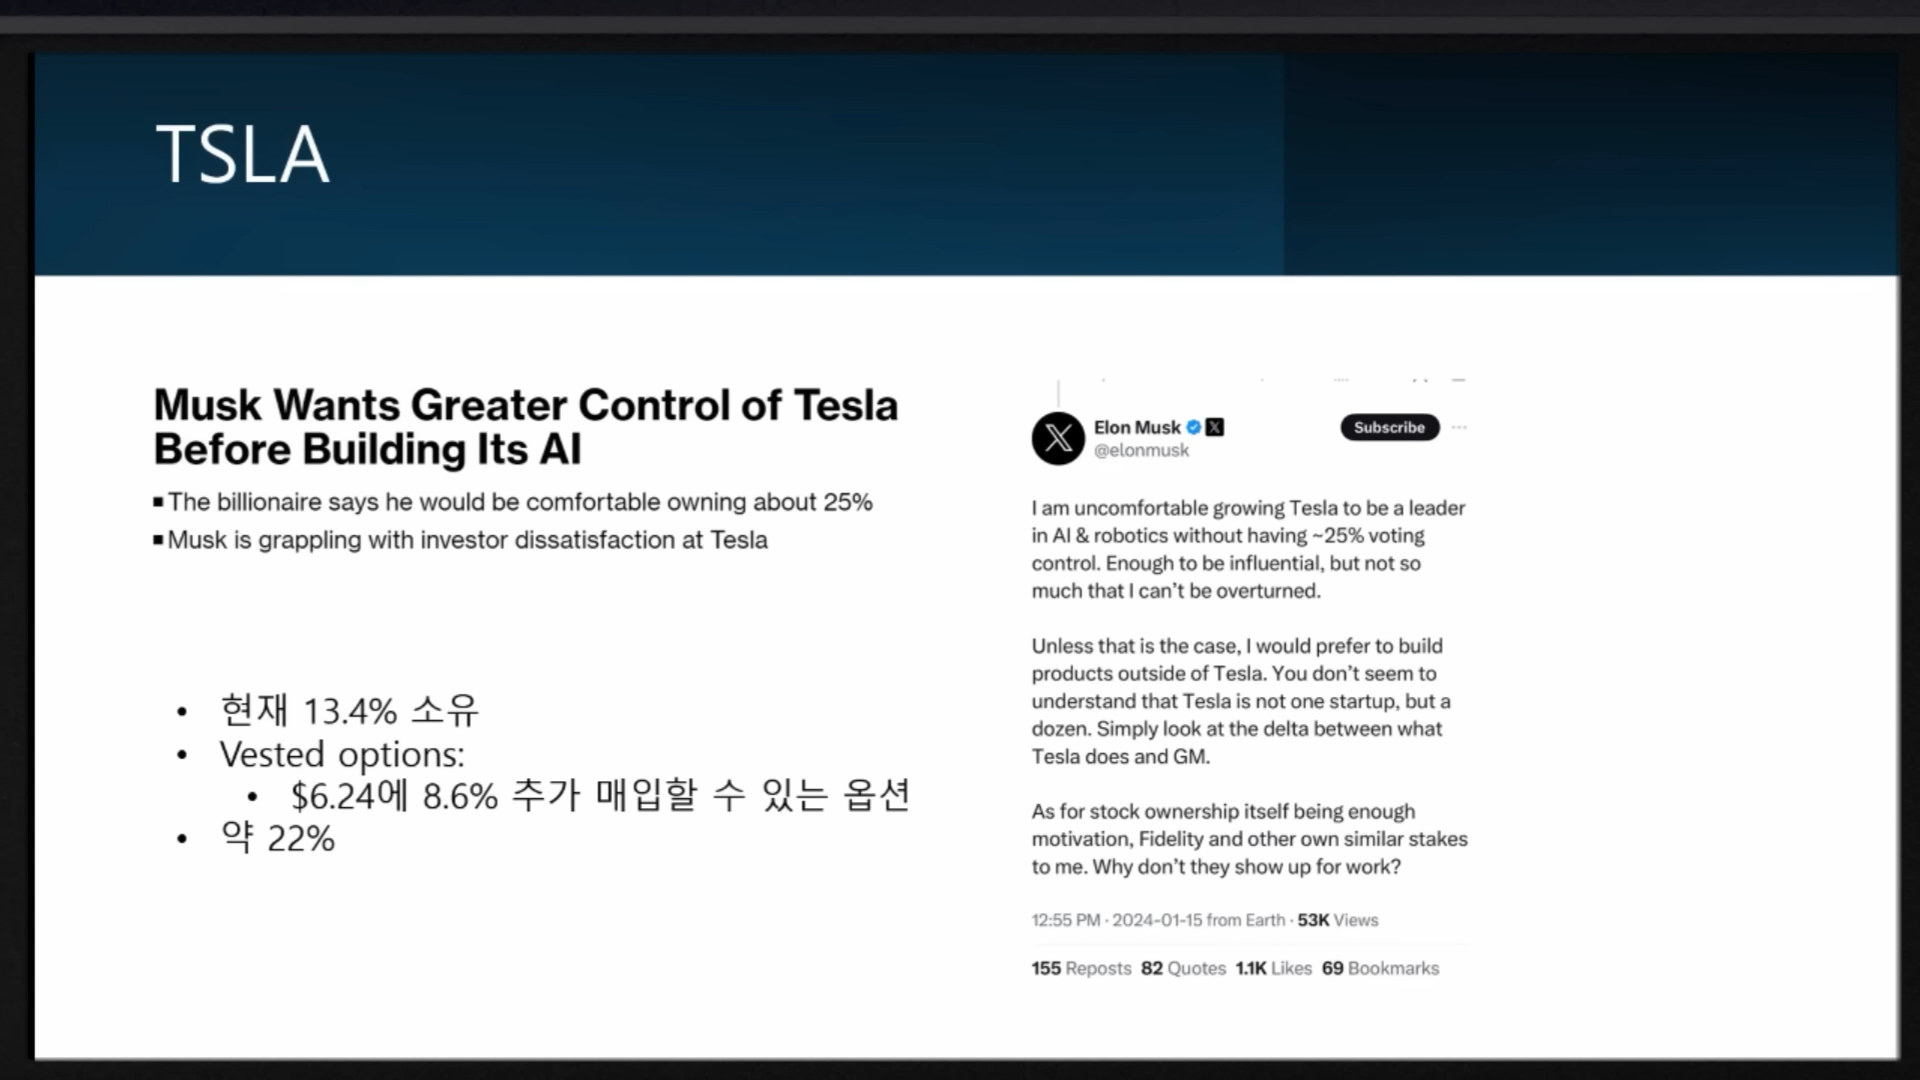 TSLA
Musk Wants Greater Control of Tesla
Before Building Its AI
▪ The billionaire says he would be comfortable owning about 25%
▪ Musk is grappling with investor dissatisfaction at Tesla
• 현재 13.4% 소유
• Vested options:
• $6.24에 8.6% 추가 매입할 수 있는 옵션
• 약 22%
Elon Musk
@elonmusk
Subscribe ···
I am uncomfortable growing Tesla to be a leader
in AI & robotics without having ~25% voting
control. Enough to be influential, but not so
much that I can't be overturned.
Unless that is the case, I would prefer to build
products outside of Tesla. You don't seem to
understand that Tesla is not one startup, but a
dozen. Simply look at the delta between what
Tesla does and GM.
As for stock ownership itself being enough
motivation, Fidelity and other own similar stakes
to me. Why don't they show up for work?
12:55 PM · 2024-01-15 from Earth · 53K Views
155 Reposts 82 Quotes 1.1K Likes 69 Bookmarks